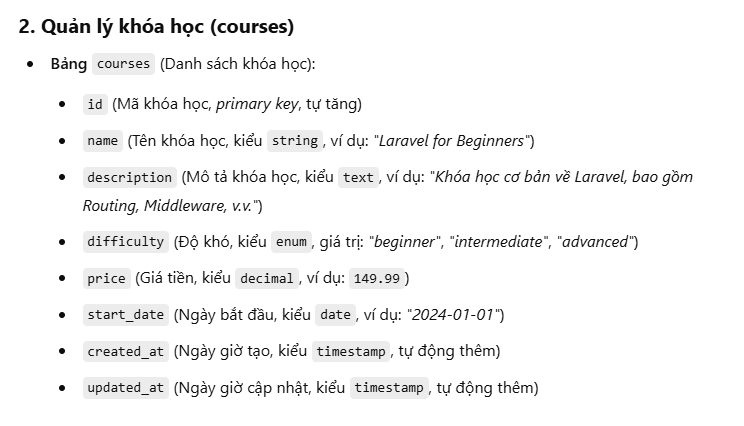 2. Quản lý khóa học (courses)
Bảng courses (Danh sách khóa học):
id (Mã khóa học, primary key, tự tăng)
name (Tên khóa học, kiểu string, ví dụ: "Laravel for Beginners")
description (Mô tả khóa học, kiểu text, ví dụ: "Khóa học cơ bản về Laravel, bao gồm
Routing, Middleware, v.v.")
difficulty (Độ khó, kiểu enum, giá trị: "beginner", "intermediate", "advanced")
price (Giá tiền, kiểu decimal, ví dụ: 149.99)
start_date (Ngày bắt đầu, kiểu date, ví dụ: "2024-01-01")
created_at (Ngày giờ tạo, kiểu timestamp, tự động thêm)
updated_at (Ngày giờ cập nhật, kiểu timestamp, tự động thêm)